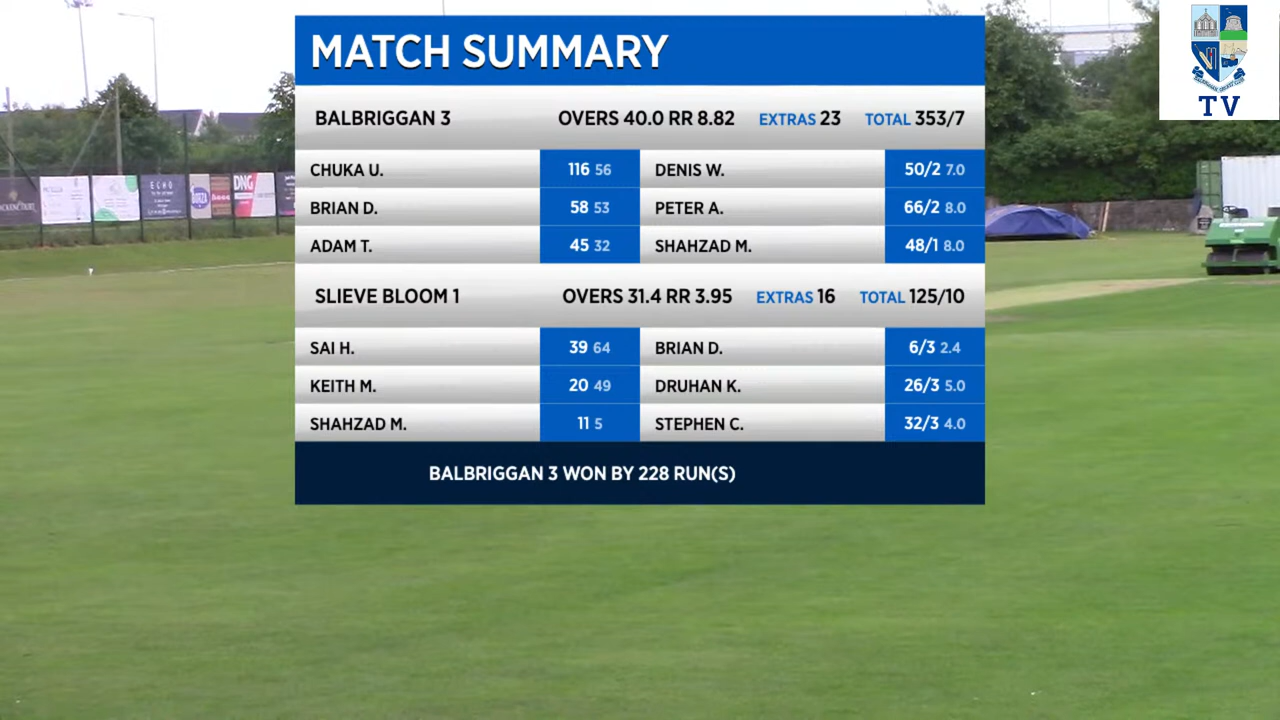 MATCH SUMMARY
BALBRIGGAN 3 OVERS 40.0 RR 8.82 EXTRAS 23 TOTAL 353/7
CHUKA U. 116 56 DENIS W. 50/2 7.0
BRIAN D. 58 53 PETER A. 66/2 8.0
ADAM T. 45 32 SHAHZAD M. 48/1 8.0
SLIEVE BLOOM 1 OVERS 31.4 RR 3.95 EXTRAS 16 TOTAL 125/10
SAI H. 39 64 BRIAN D. 6/3 2.4
KEITH M. 20 49 DRUHAN K. 26/3 5.0
SHAHZAD M. 11 5 STEPHEN C. 32/3 4.0
BALBRIGGAN 3 WON BY 228 RUN(S)
TV
ECHO
DNG